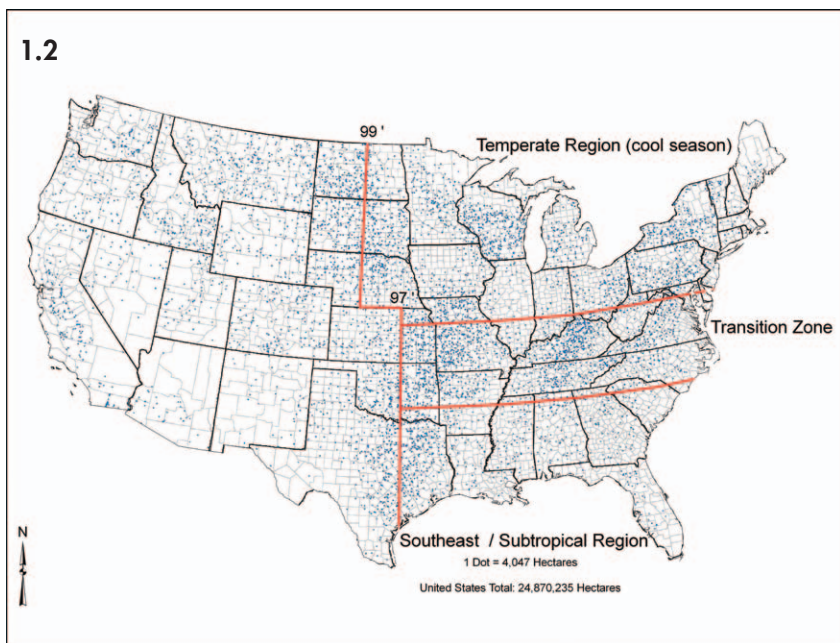 1.2
99 '
Temperate Region (cool season)
97
Transition Zone
N
Southeast / Subtropical Region
1 Dot = 4,047 Hectares
United States Total: 24,870,235 Hectares